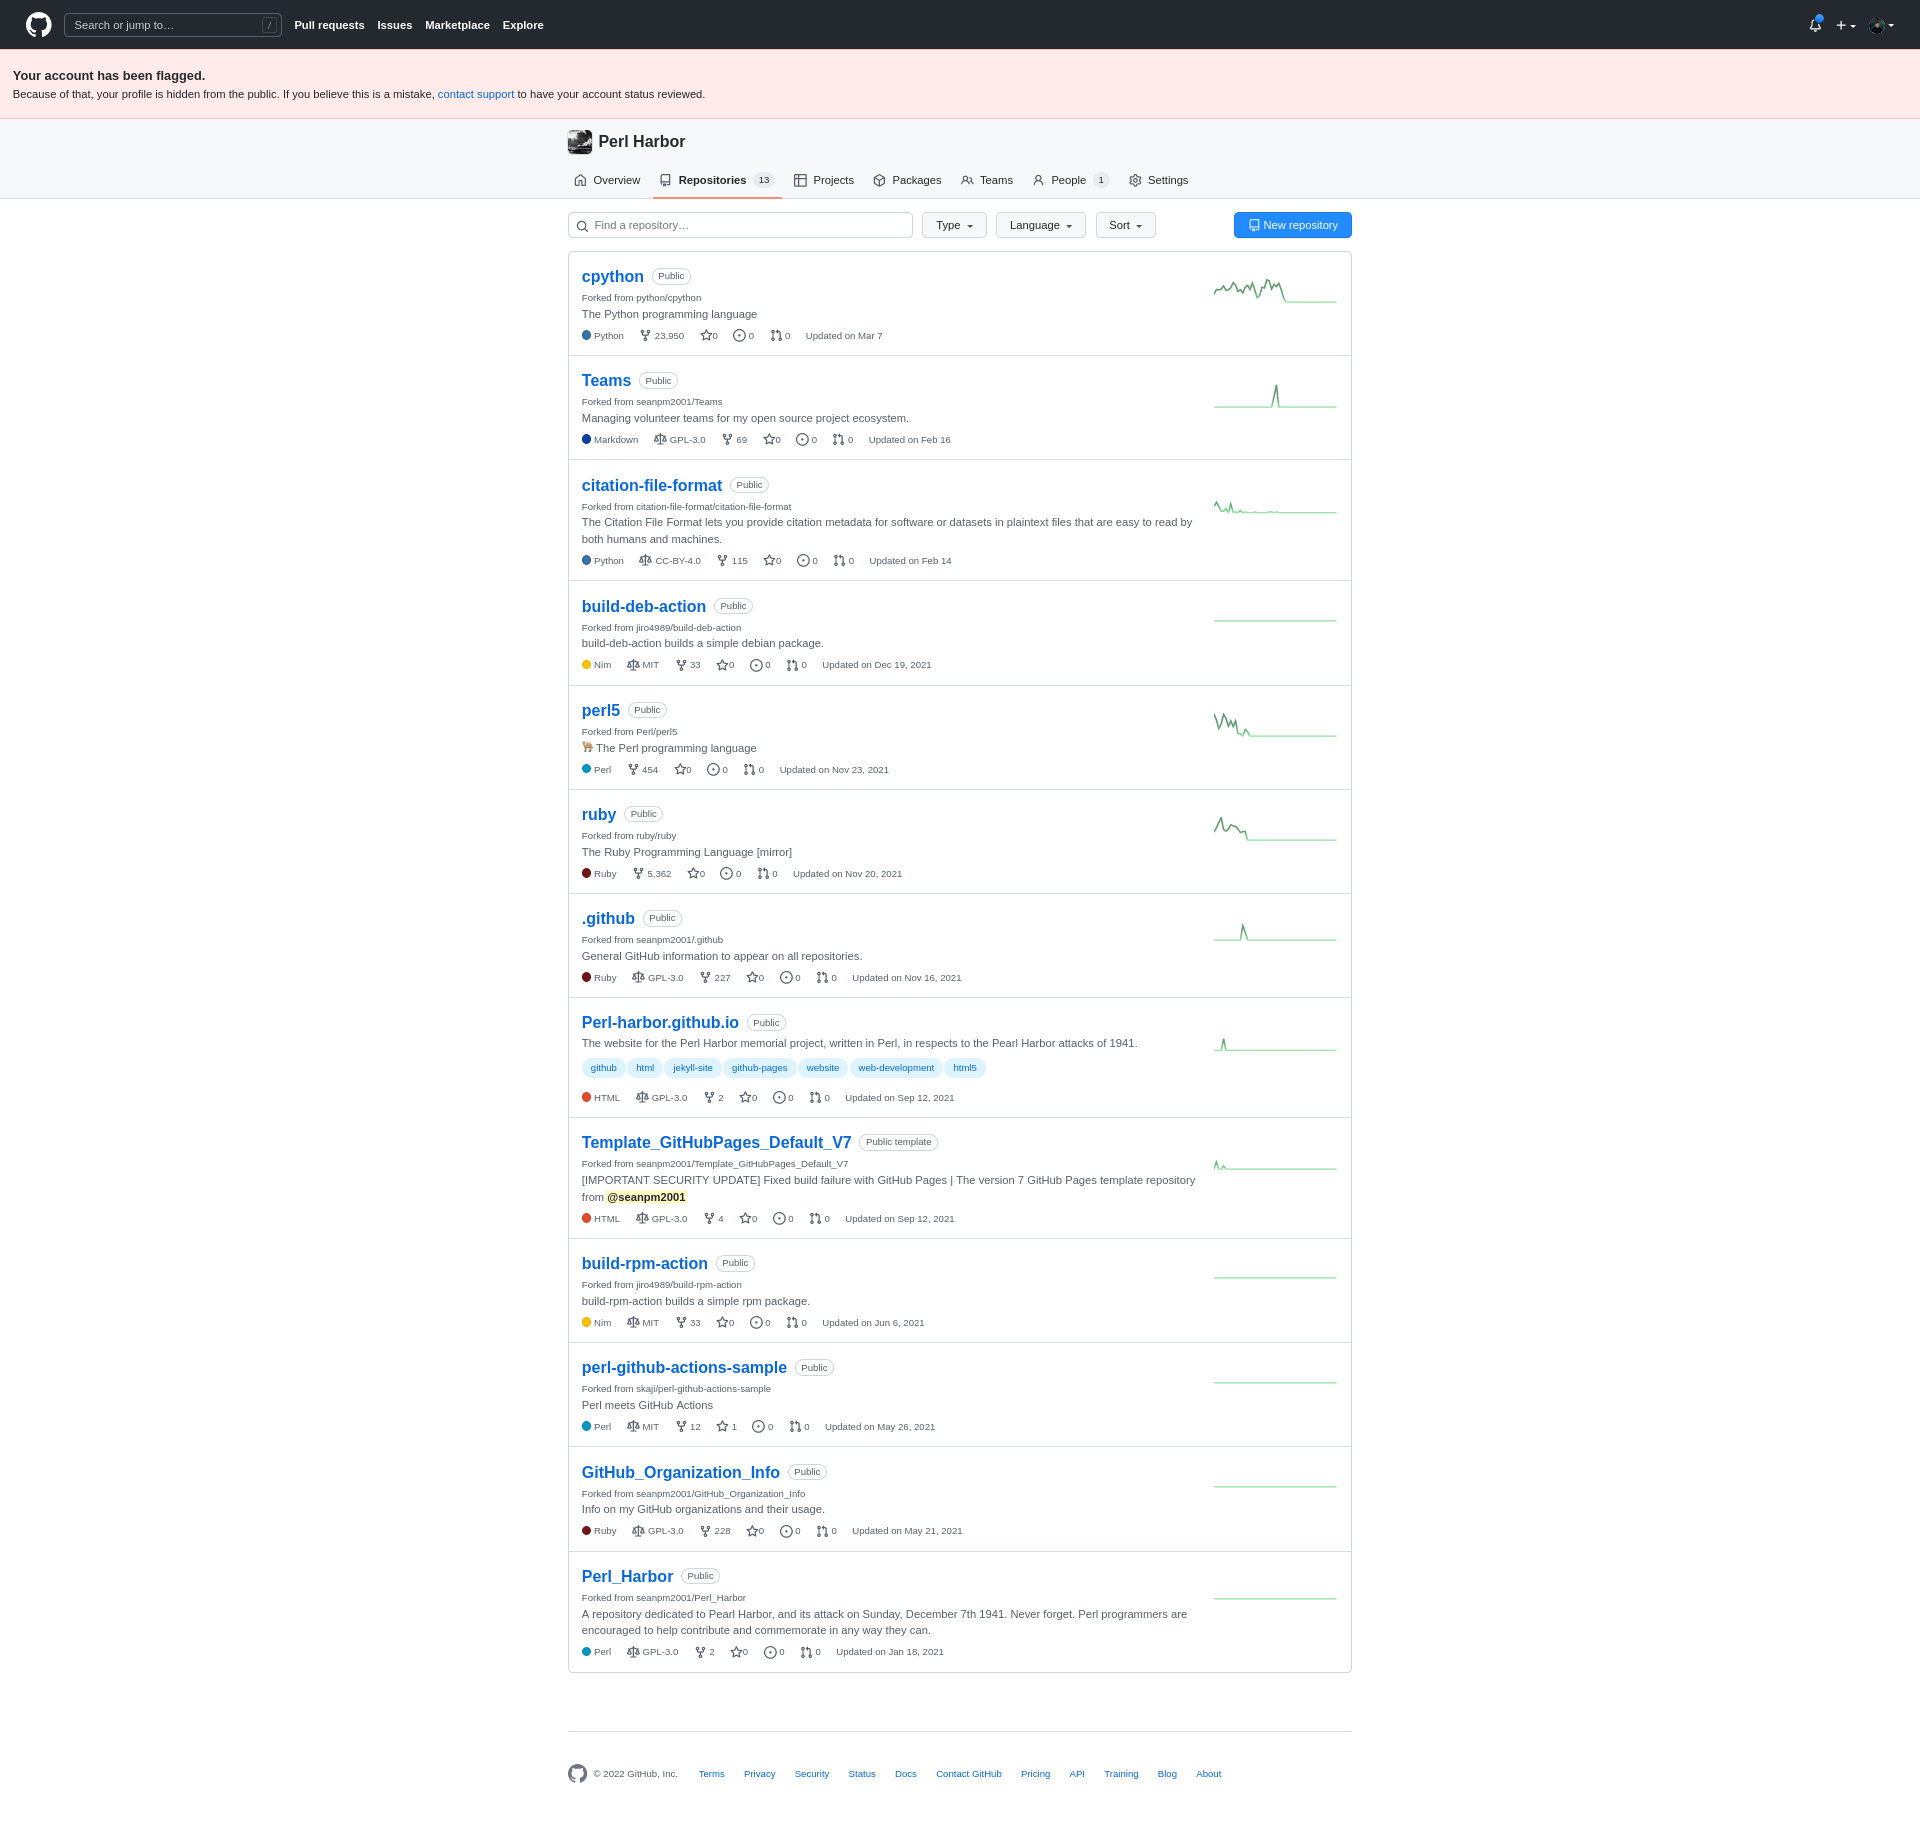 Search or jump to…
/
Pull requests Issues Marketplace Explore
Your account has been flagged.
Because of that, your profile is hidden from the public. If you believe this is a mistake, contact support to have your account status reviewed.
Perl Harbor
Overview Repositories 13 Projects Packages Teams People 1 Settings
Find a repository… Type Language Sort New repository
cpython Public
Forked from python/cpython
The Python programming language
Python 23,950 0 0 0 Updated on Mar 7
Teams Public
Forked from seanpm2001/Teams
Managing volunteer teams for my open source project ecosystem.
Markdown GPL-3.0 69 0 0 0 Updated on Feb 16
citation-file-format Public
Forked from citation-file-format/citation-file-format
The Citation File Format lets you provide citation metadata for software or datasets in plaintext files that are easy to read by
both humans and machines.
Python CC-BY-4.0 115 0 0 0 Updated on Feb 14
build-deb-action Public
Forked from jiro4989/build-deb-action
build-deb-action builds a simple debian package.
Nim MIT 33 0 0 0 Updated on Dec 19, 2021
perl5 Public
Forked from Perl/perl5
🐫 The Perl programming language
Perl 454 0 0 0 Updated on Nov 23, 2021
ruby Public
Forked from ruby/ruby
The Ruby Programming Language [mirror]
Ruby 5,362 0 0 0 Updated on Nov 20, 2021
.github Public
Forked from seanpm2001/.github
General GitHub information to appear on all repositories.
Ruby GPL-3.0 227 0 0 0 Updated on Nov 16, 2021
Perl-harbor.github.io Public
The website for the Perl Harbor memorial project, written in Perl, in respects to the Pearl Harbor attacks of 1941.
github html jekyll-site github-pages website web-development html5
HTML GPL-3.0 2 0 0 0 Updated on Sep 12, 2021
Template_GitHubPages_Default_V7 Public template
Forked from seanpm2001/Template_GitHubPages_Default_V7
[IMPORTANT SECURITY UPDATE] Fixed build failure with GitHub Pages | The version 7 GitHub Pages template repository
from @seanpm2001
HTML GPL-3.0 4 0 0 0 Updated on Sep 12, 2021
build-rpm-action Public
Forked from jiro4989/build-rpm-action
build-rpm-action builds a simple rpm package.
Nim MIT 33 0 0 0 Updated on Jun 6, 2021
perl-github-actions-sample Public
Forked from skaji/perl-github-actions-sample
Perl meets GitHub Actions
Perl MIT 12 1 0 0 Updated on May 26, 2021
GitHub_Organization_Info Public
Forked from seanpm2001/GitHub_Organization_Info
Info on my GitHub organizations and their usage.
Ruby GPL-3.0 228 0 0 0 Updated on May 21, 2021
Perl_Harbor Public
Forked from seanpm2001/Perl_Harbor
A repository dedicated to Pearl Harbor, and its attack on Sunday, December 7th 1941. Never forget. Perl programmers are
encouraged to help contribute and commemorate in any way they can.
Perl GPL-3.0 2 0 0 0 Updated on Jan 18, 2021
© 2022 GitHub, Inc. Terms Privacy Security Status Docs Contact GitHub Pricing API Training Blog About